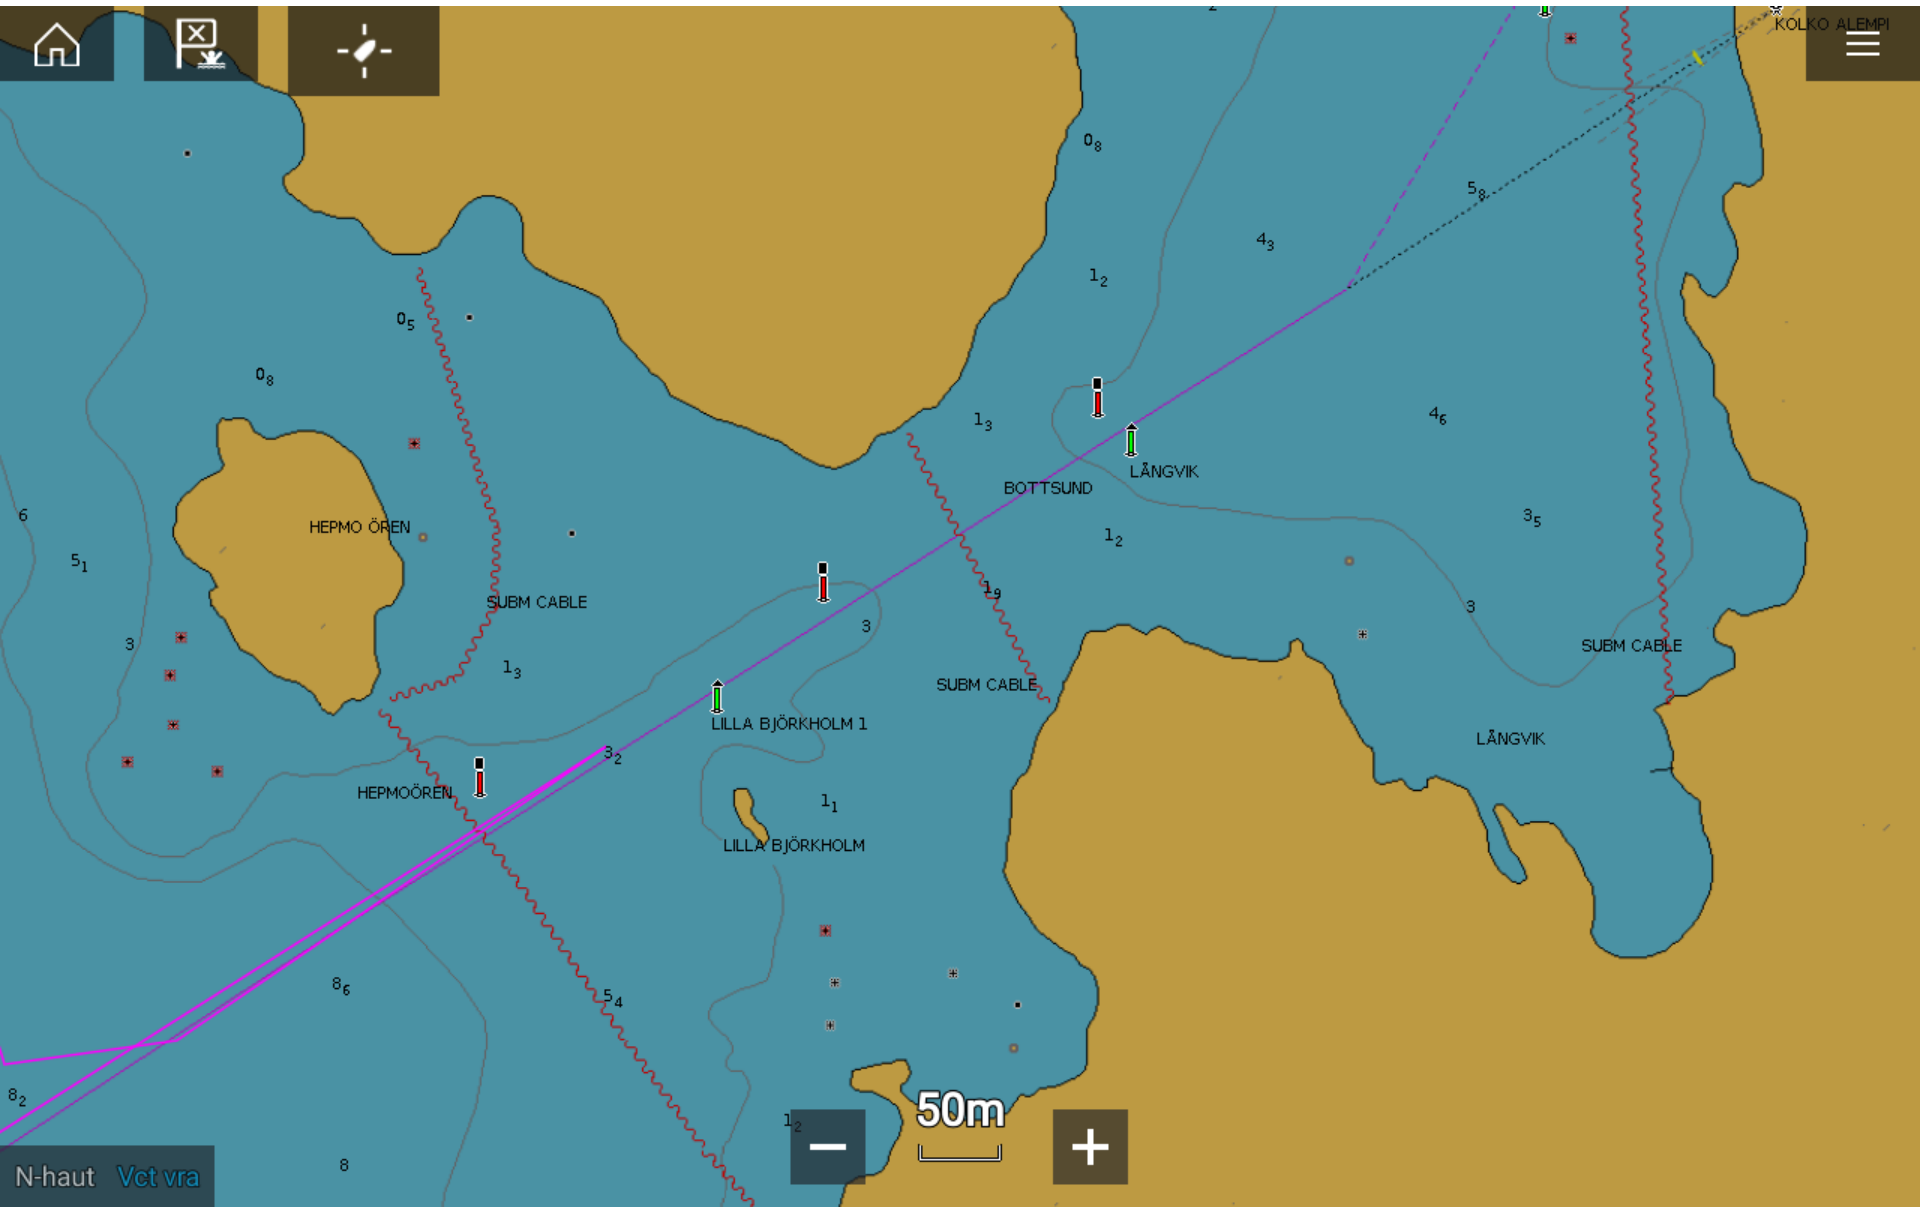 2
KOLKO ALEMPI
0₈
5₈
4₃
1₂
0₅
0₈
1₃
4₆
LÅNGVIK
BOTTSUND
6
3₅
HEPMO ÖREN
1₂
5₁
1₉
SUBM CABLE
3
3
3
SUBM CABLE
1₃
SUBM CABLE
LILLA BJÖRKHOLM 1
LÅNGVIK
3₂
HEPMOÖREN
1₁
LILLA BJÖRKHOLM
8₆
5₄
8₂
50m
1₂
8
N-haut Vct vra